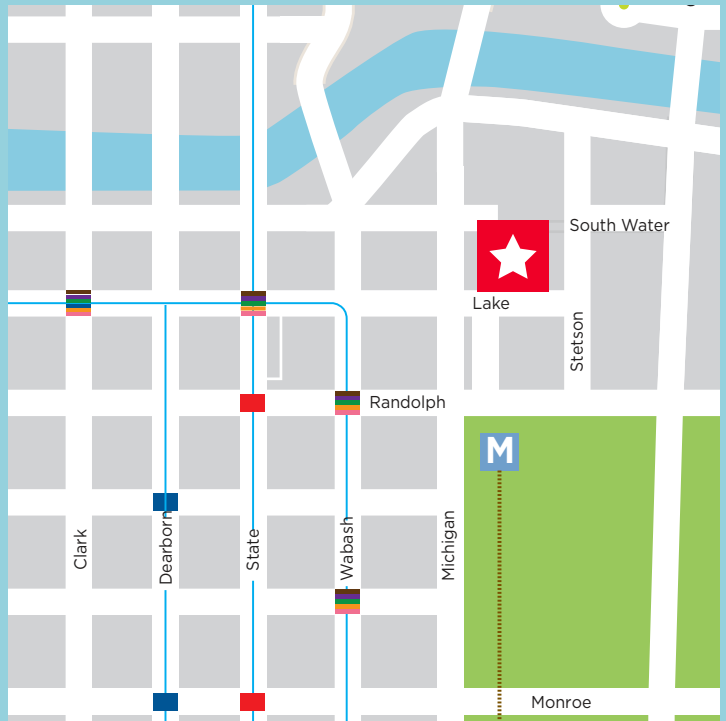 South Water
Lake
Stetson
Randolph
M
Clark
Dearborn
State
Wabash
Michigan
Monroe